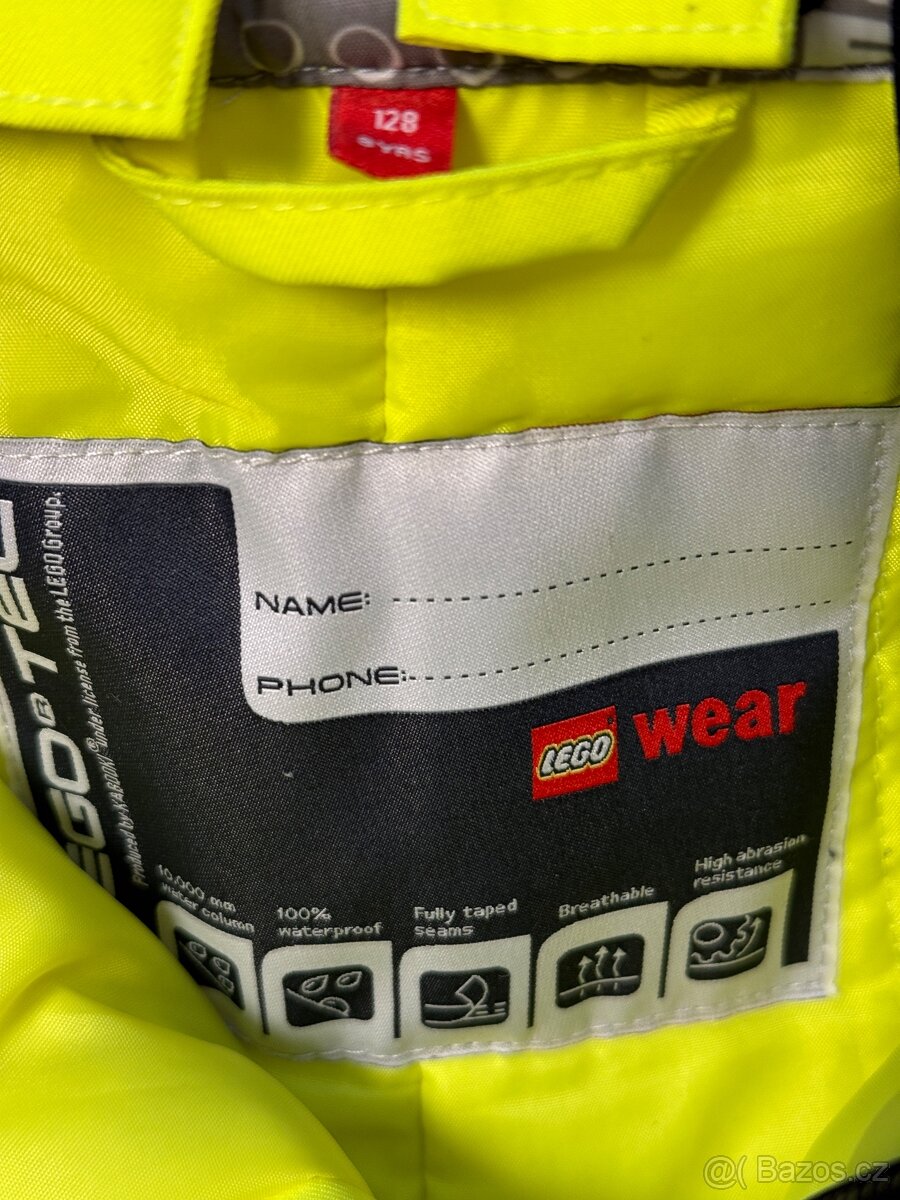 128
NAME:
PHONE:
LEGO wear
LEGO® TEC
Produced by KABOOKI under license from the LEGO Group.
10.000 mm
water column
100%
waterproof
Fully taped
seams
Breathable
High abrasion
resistance
@( Bazos.cz